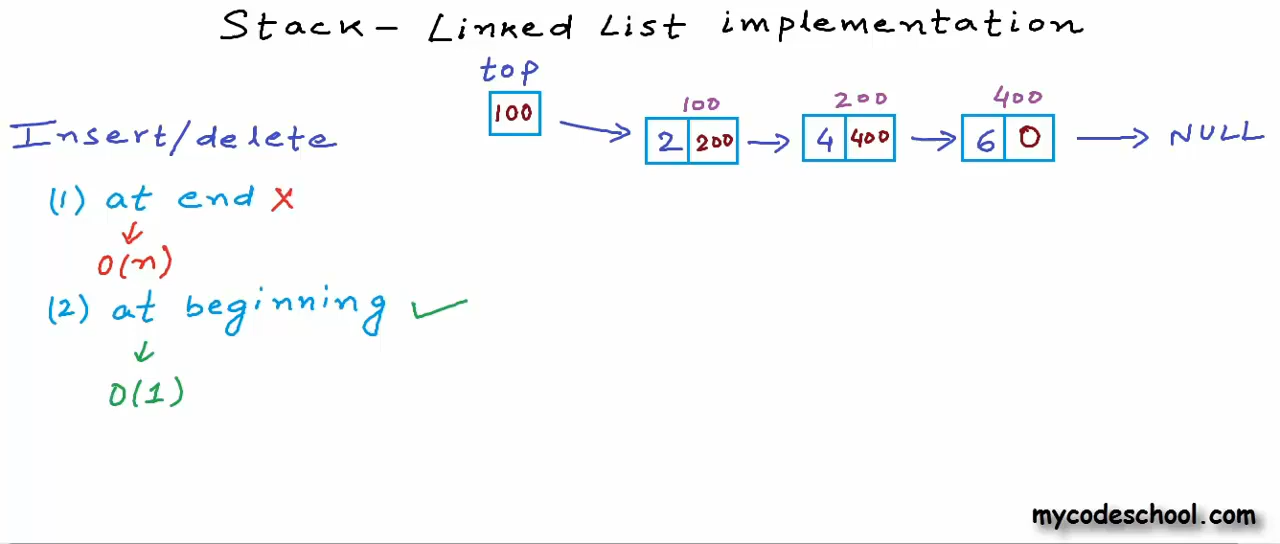 Stack - Linked List implementation
top
100
100
200
400
2 200
4 400
6 0
NULL
Insert/delete
(1) at end X
O(n)
(2) at beginning ✓
O(1)
mycodeschool.com